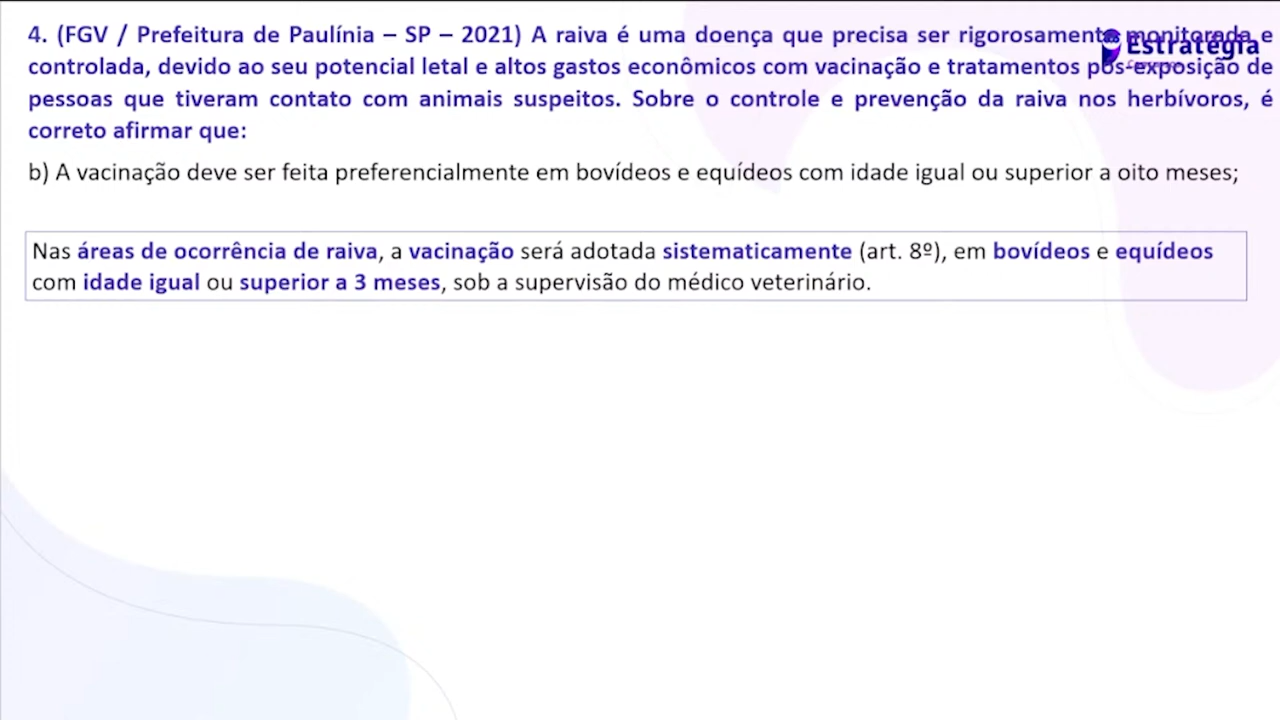 4. (FGV / Prefeitura de Paulínia – SP – 2021) A raiva é uma doença que precisa ser rigorosamente monitorada e
Estratégia
controlada, devido ao seu potencial letal e altos gastos econômicos com vacinação e tratamentos pós-exposição de
pessoas que tiveram contato com animais suspeitos. Sobre o controle e prevenção da raiva nos herbívoros, é
correto afirmar que:
b) A vacinação deve ser feita preferencialmente em bovídeos e equídeos com idade igual ou superior a oito meses;
Nas áreas de ocorrência de raiva, a vacinação será adotada sistematicamente (art. 8º), em bovídeos e equídeos
com idade igual ou superior a 3 meses, sob a supervisão do médico veterinário.